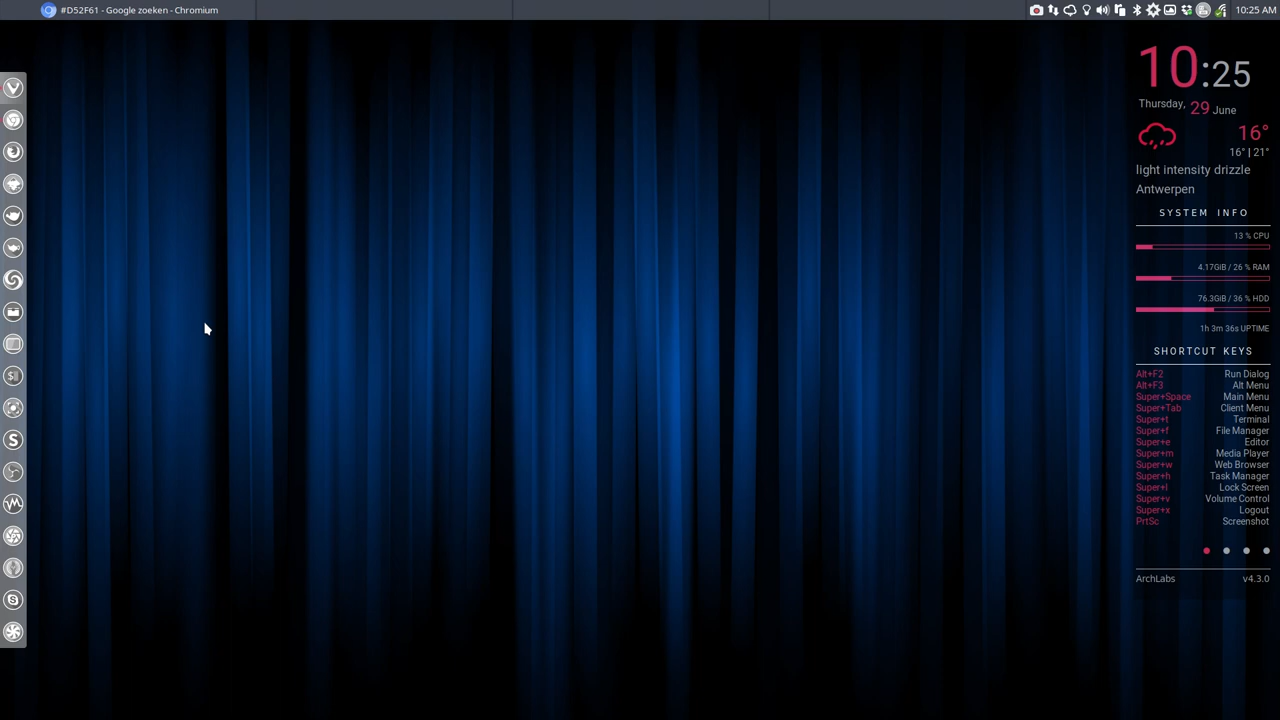 #D52F61 - Google zoeken - Chromium
10:25 AM
10:25
Thursday, 29 June
16°
16° | 21°
light intensity drizzle
Antwerpen
SYSTEM INFO
13 % CPU
4.17GiB / 26 % RAM
76.3GiB / 36 % HDD
1h 3m 36s UPTIME
SHORTCUT KEYS
Alt+F2 Run Dialog
Alt+F3 Alt Menu
Super+Space Main Menu
Super+Tab Client Menu
Super+t Terminal
Super+f File Manager
Super+e Editor
Super+m Media Player
Super+w Web Browser
Super+h Task Manager
Super+l Lock Screen
Super+v Volume Control
Super+x Logout
PrtSc Screenshot
ArchLabs v4.3.0